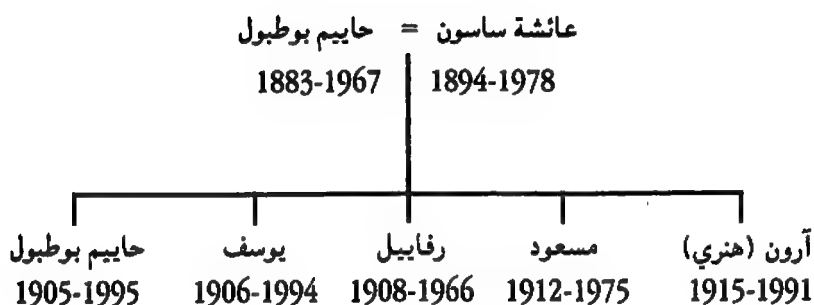 عائشة ساسون = حاييم بوطبول
1894-1978 1883-1967
آرون (هنري) مسعود رفاييل يوسف حاييم بوطبول
1915-1991 1912-1975 1908-1966 1906-1994 1905-1995